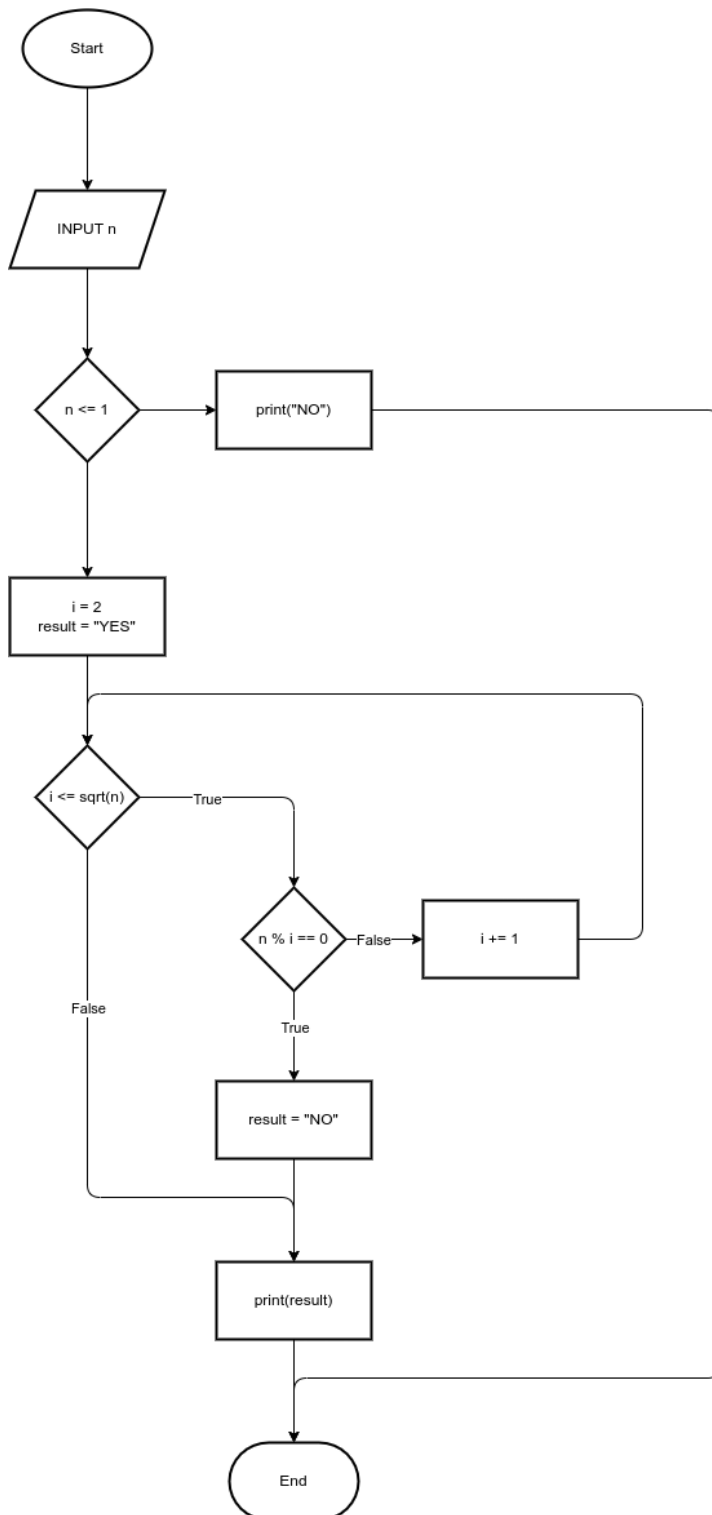 Start
INPUT n
n <= 1
print("NO")
i = 2
result = "YES"
i <= sqrt(n)
True
n % i == 0
False
i += 1
False
True
result = "NO"
print(result)
End